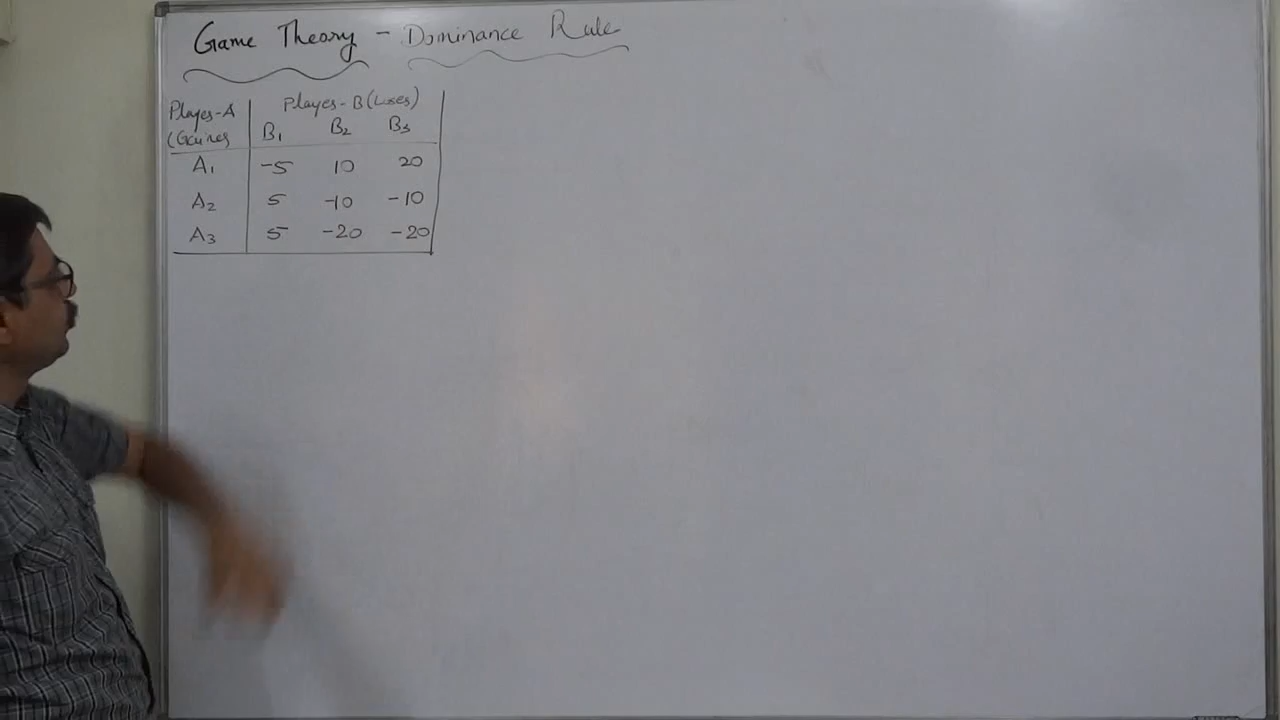 Game Theory - Dominance Rule
Player-A Player-B (Loses)
(Gaines B1 B2 B3
A1 -5 10 20
A2 5 -10 -10
A3 5 -20 -20